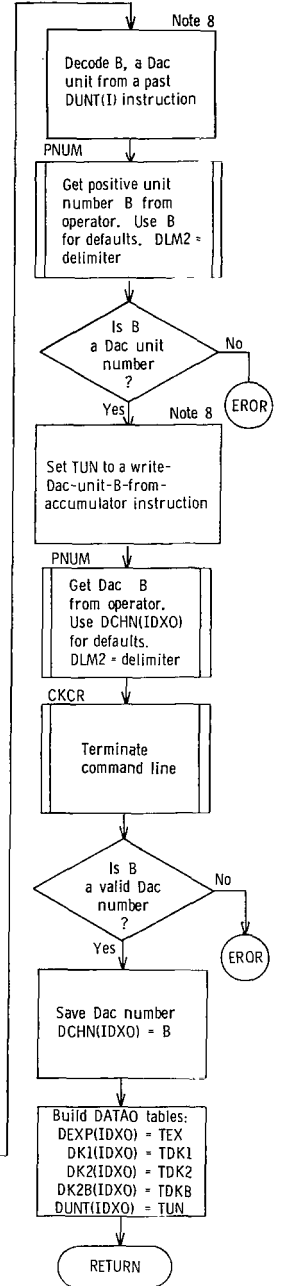 Note 8
Decode B, a Dac
unit from a past
DUNT(I) instruction
PNUM
Get positive unit
number B from
operator. Use B
for defaults. DLM2 =
delimiter
Is B
a Dac unit
number
?
No
EROR
Yes
Note 8
Set TUN to a write-
Dac-unit-B-from-
accumulator instruction
PNUM
Get Dac B
from operator.
Use DCHN(IDXO)
for defaults.
DLM2 = delimiter
CKCR
Terminate
command line
Is B
a valid Dac
number
?
No
EROR
Yes
Save Dac number
DCHN(IDXO) = B
Build DATAO tables:
DEXP(IDXO) = TEX
DK1(IDXO) = TDK1
DK2(IDXO) = TDK2
DK2B(IDXO) = TDKB
DUNT(IDXO) = TUN
RETURN